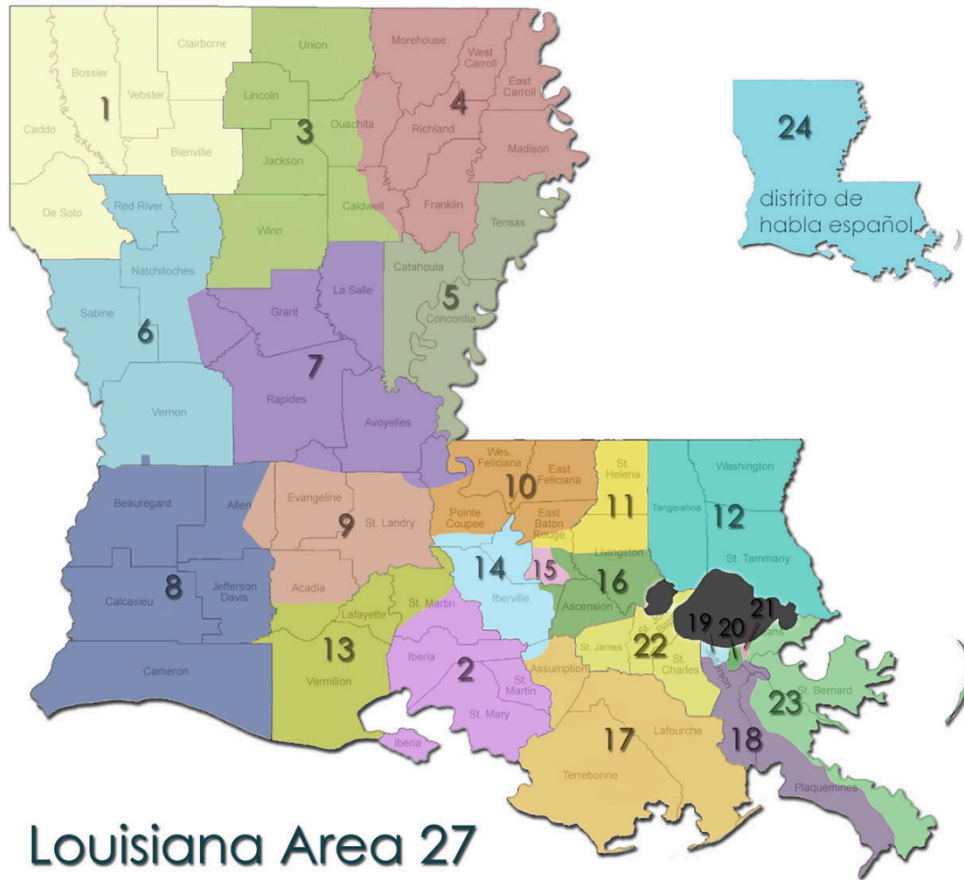 Clairborne
Union
Morehouse
West
Carroll
East
Carroll
Bossier
Vebster
Lincoln
Ouachita
1
3
4
Richland
Caddo
Bienville
Jackson
Madison
De Soto
Red River
Caldwell
Franklin
Tensas
Winn
Natchitoches
Catahoula
La Salle
5
Sabine
Grant
Concordia
6
7
Vernon
Rapides
Avoyelles
24
distrito de
habla español
Wes.
Feliciana
East
Feliciana
St.
Helena
Washington
10
11
12
Beauregard
Allen
Evangeline
St. Landry
Pointe
Coupee
East
Baton
Rouge
Tangipahoa
9
14
15
Livingston
16
St. Tammany
8
Calcasieu
Jefferson
Davis
Acadia
Iberville
Ascension
19
20
21
Lafayette
St. Martin
13
Iberia
2
St.
Martin
St. Mary
Assumption
St. James
22
St.
Charles
St. Bernard
23
Cameron
Vermilion
Iberia
17
Lafourche
Terrebonne
18
Plaquemines
Louisiana Area 27